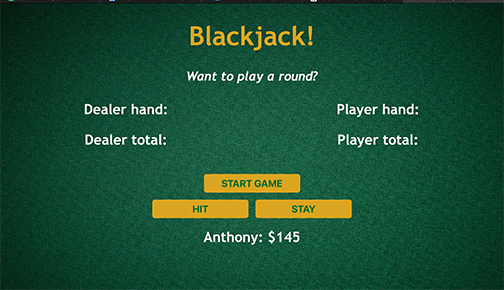 Blackjack!
Want to play a round?
Dealer hand: Player hand:
Dealer total: Player total:
START GAME
HIT STAY
Anthony: $145